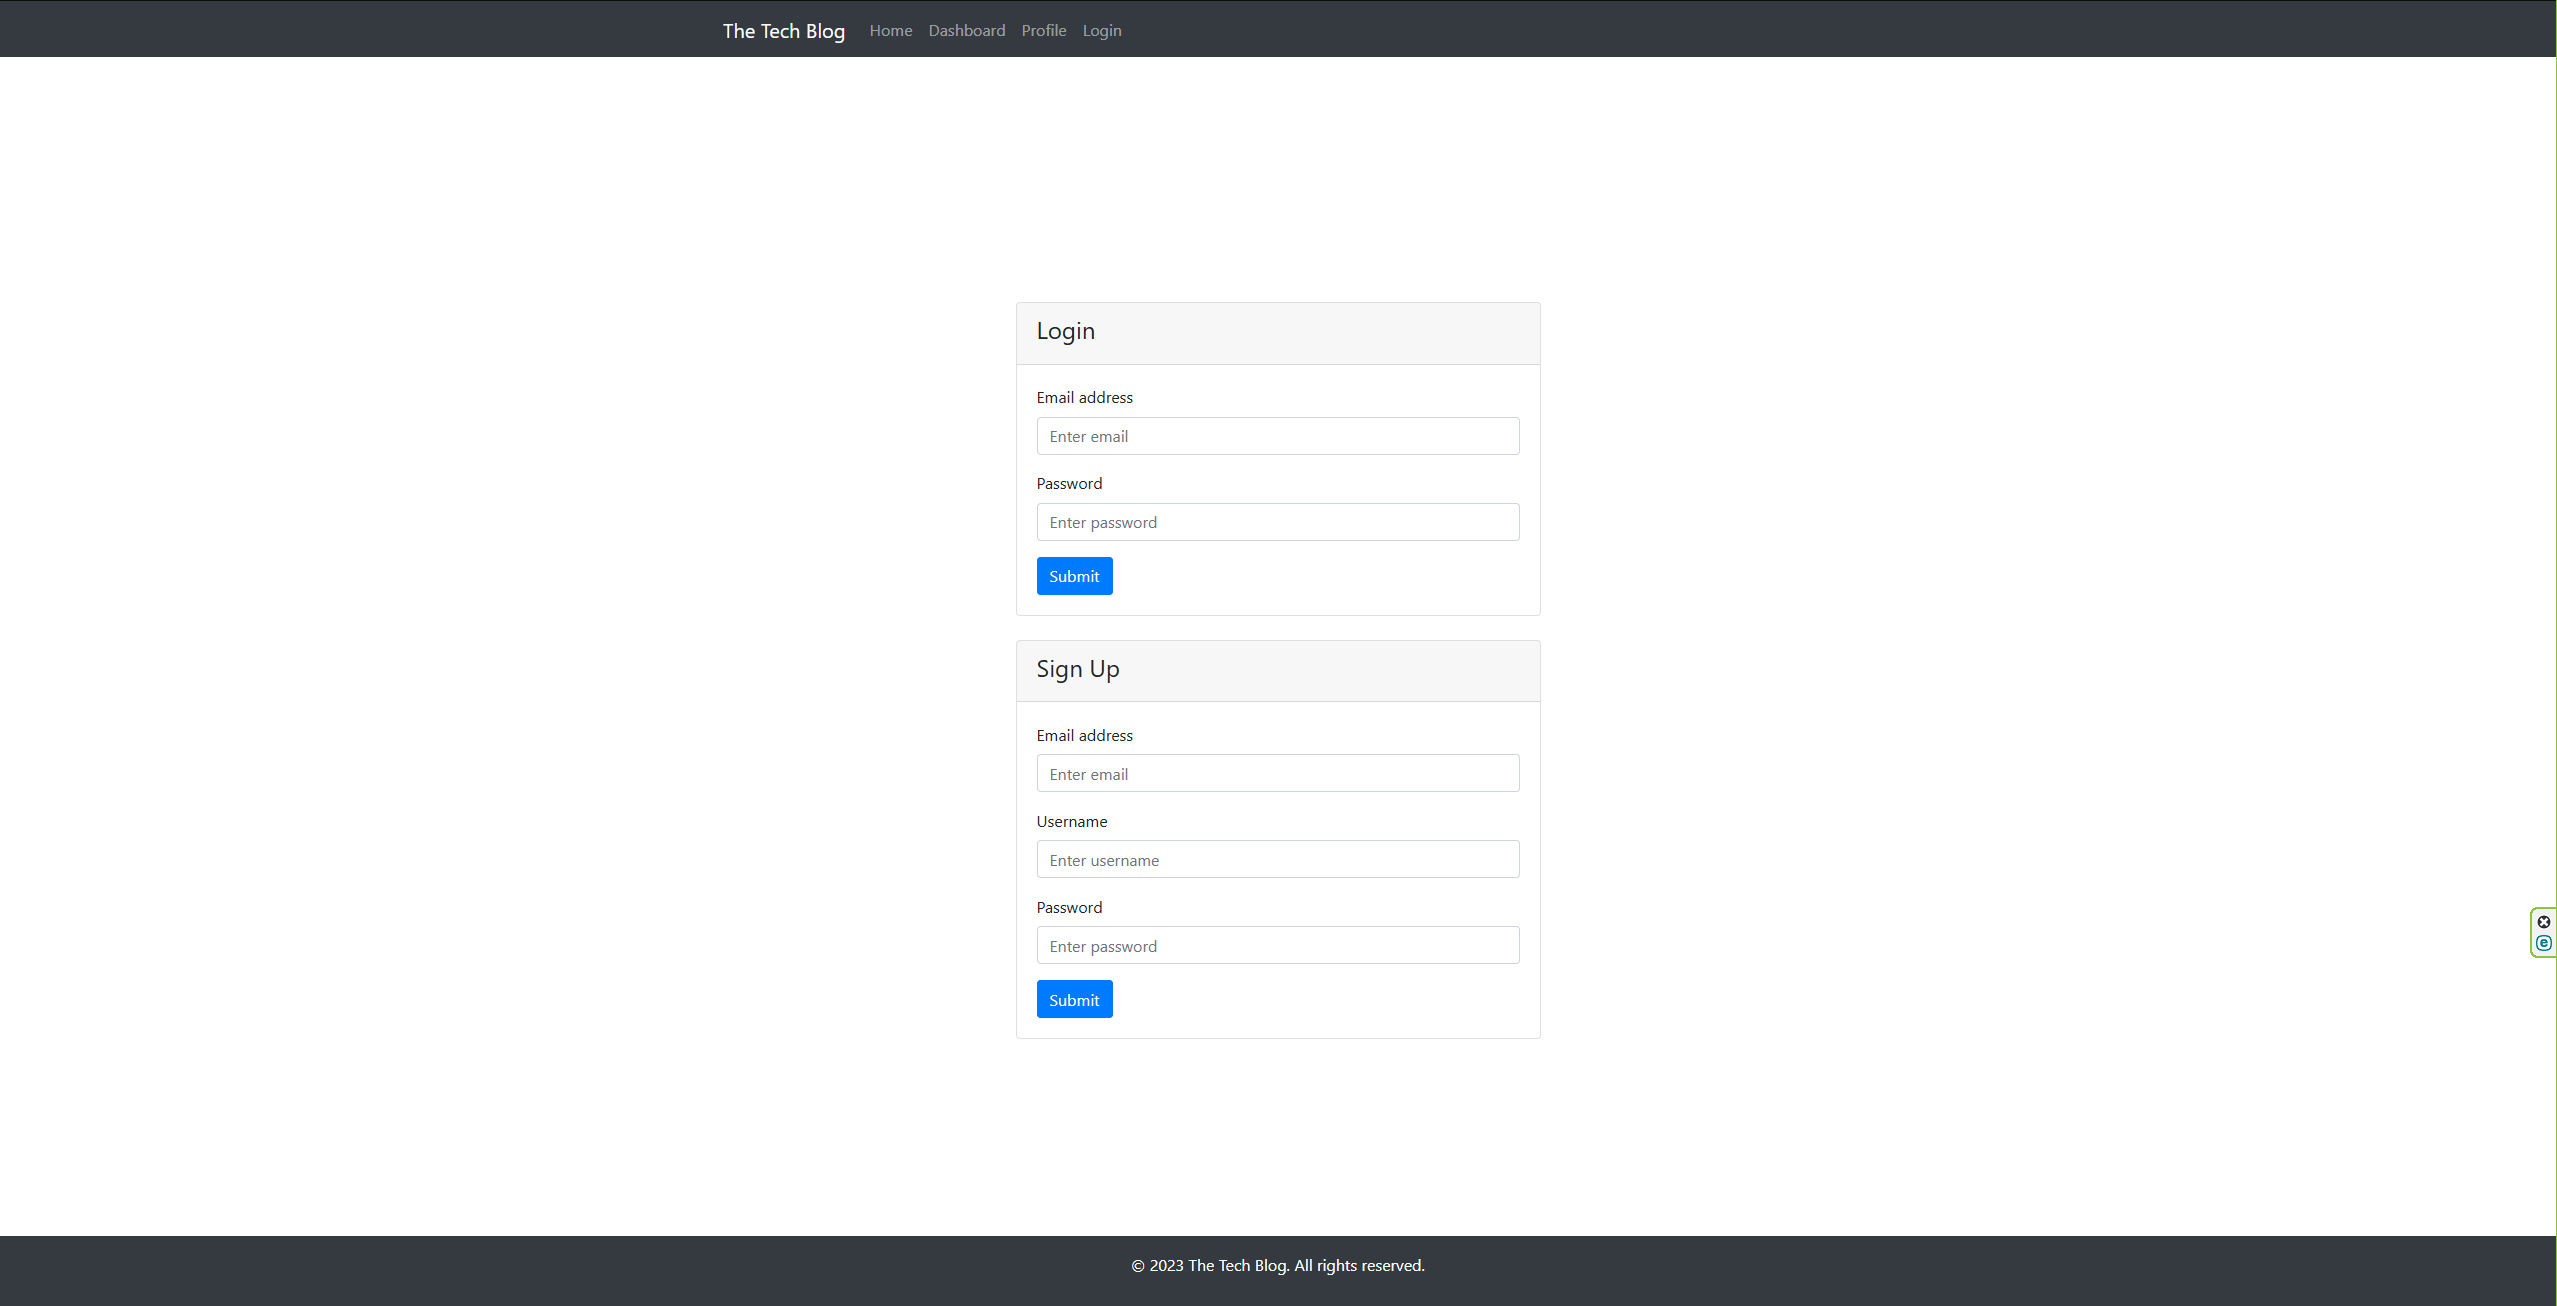 The Tech Blog Home Dashboard Profile Login
Login
Email address
Enter email
Password
Enter password
Submit
Sign Up
Email address
Enter email
Username
Enter username
Password
Enter password
Submit
e
© 2023 The Tech Blog. All rights reserved.